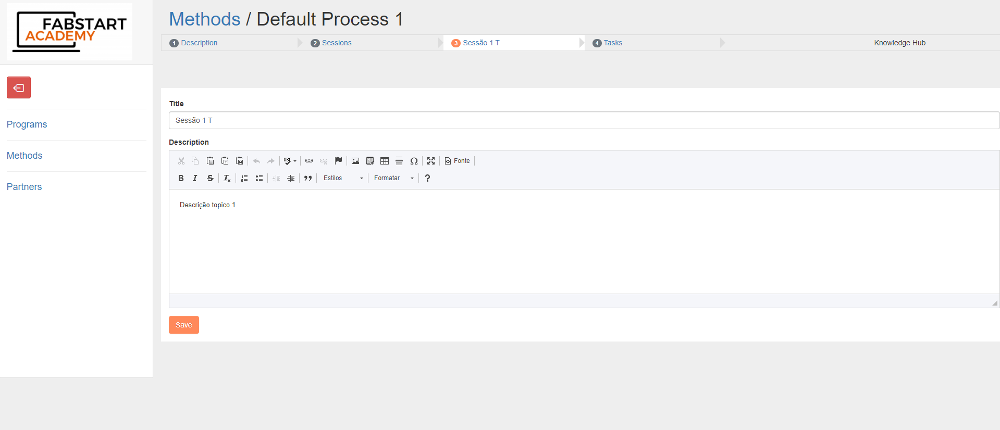 FABSTART
ACADEMY
Programs
Methods
Partners
Methods / Default Process 1
1 Description
2 Sessions
3 Sessão 1 T
4 Tasks
Knowledge Hub
Title
Sessão 1 T
Description
ABC
Fonte
B I S Tx
Estilos
Formatar
?
Descrição topico 1
Save